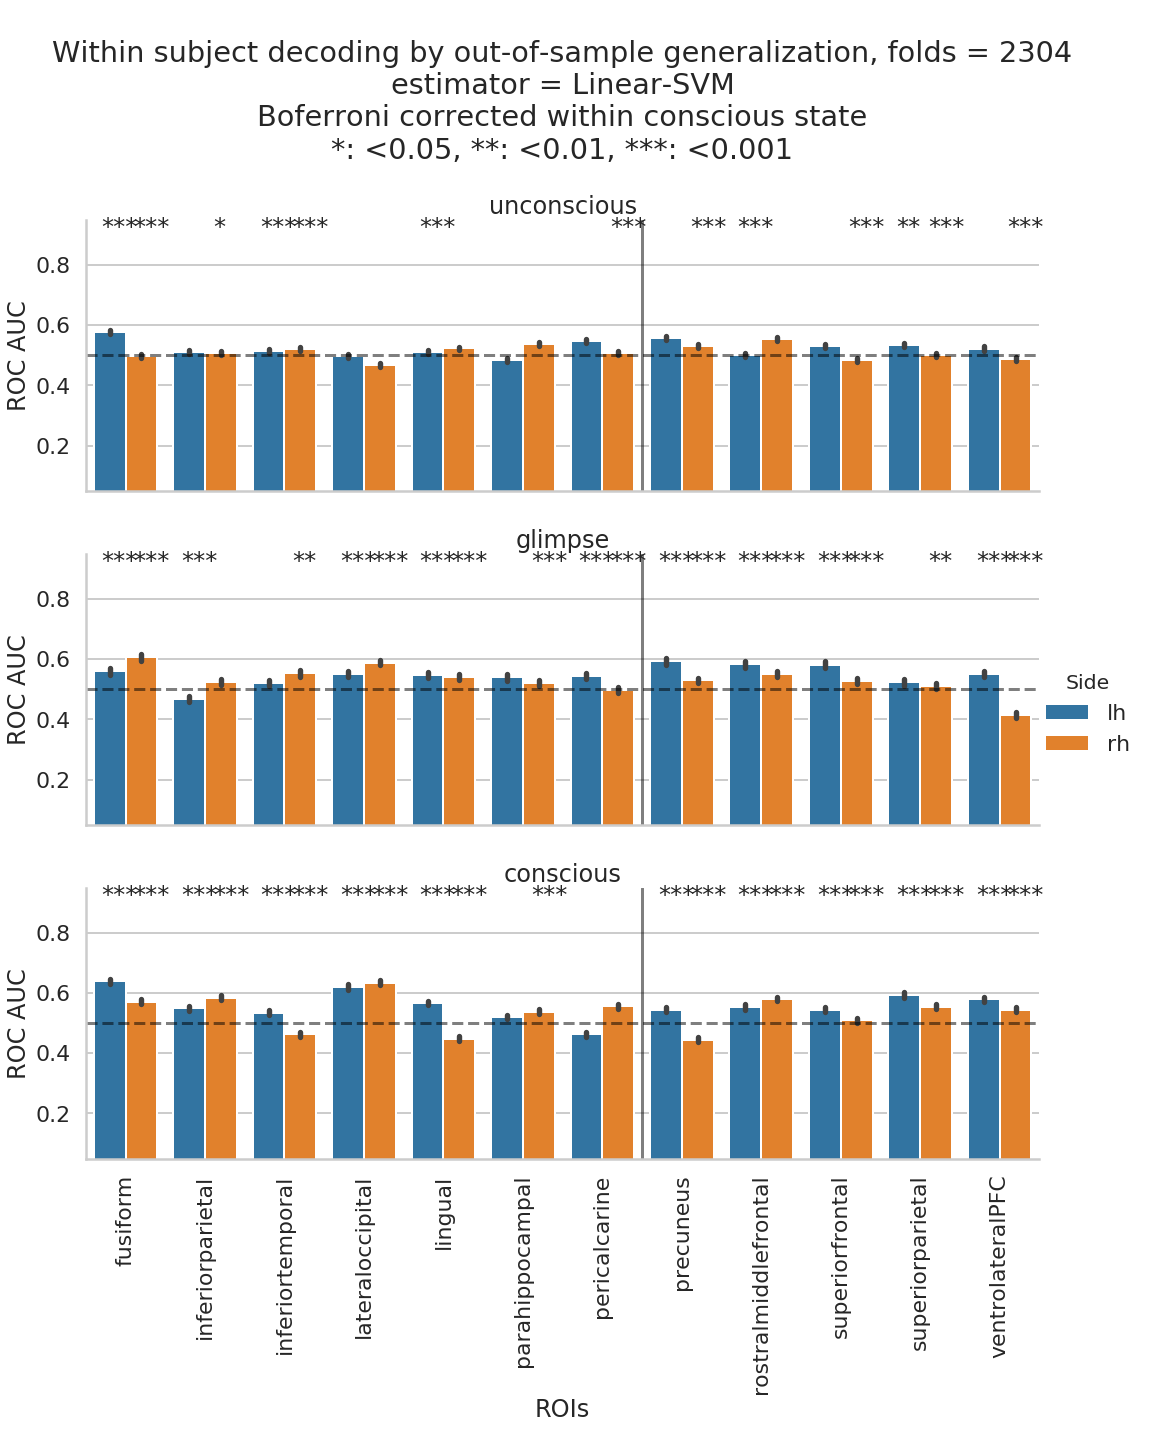 Within subject decoding by out-of-sample generalization, folds = 2304
estimator = Linear-SVM
Boferroni corrected within conscious state
*: <0.05, **: <0.01, ***: <0.001
unconscious
*** *** * *** *** *** *** *** *** *** ** *** ***
0.8
0.6
0.4
0.2
ROC AUC
glimpse
*** *** *** ** *** *** *** *** *** *** *** *** *** *** *** *** *** ** *** ***
0.8
0.6
0.4
0.2
ROC AUC
Side
lh
rh
conscious
*** *** *** *** *** *** *** *** *** *** *** *** *** *** *** *** *** *** *** *** ***
0.8
0.6
0.4
0.2
ROC AUC
fusiform
inferiorparietal
inferiortemporal
lateraloccipital
lingual
parahippocampal
pericalcarine
precuneus
rostralmiddlefrontal
superiorfrontal
superiorparietal
ventrolateralPFC
ROIs